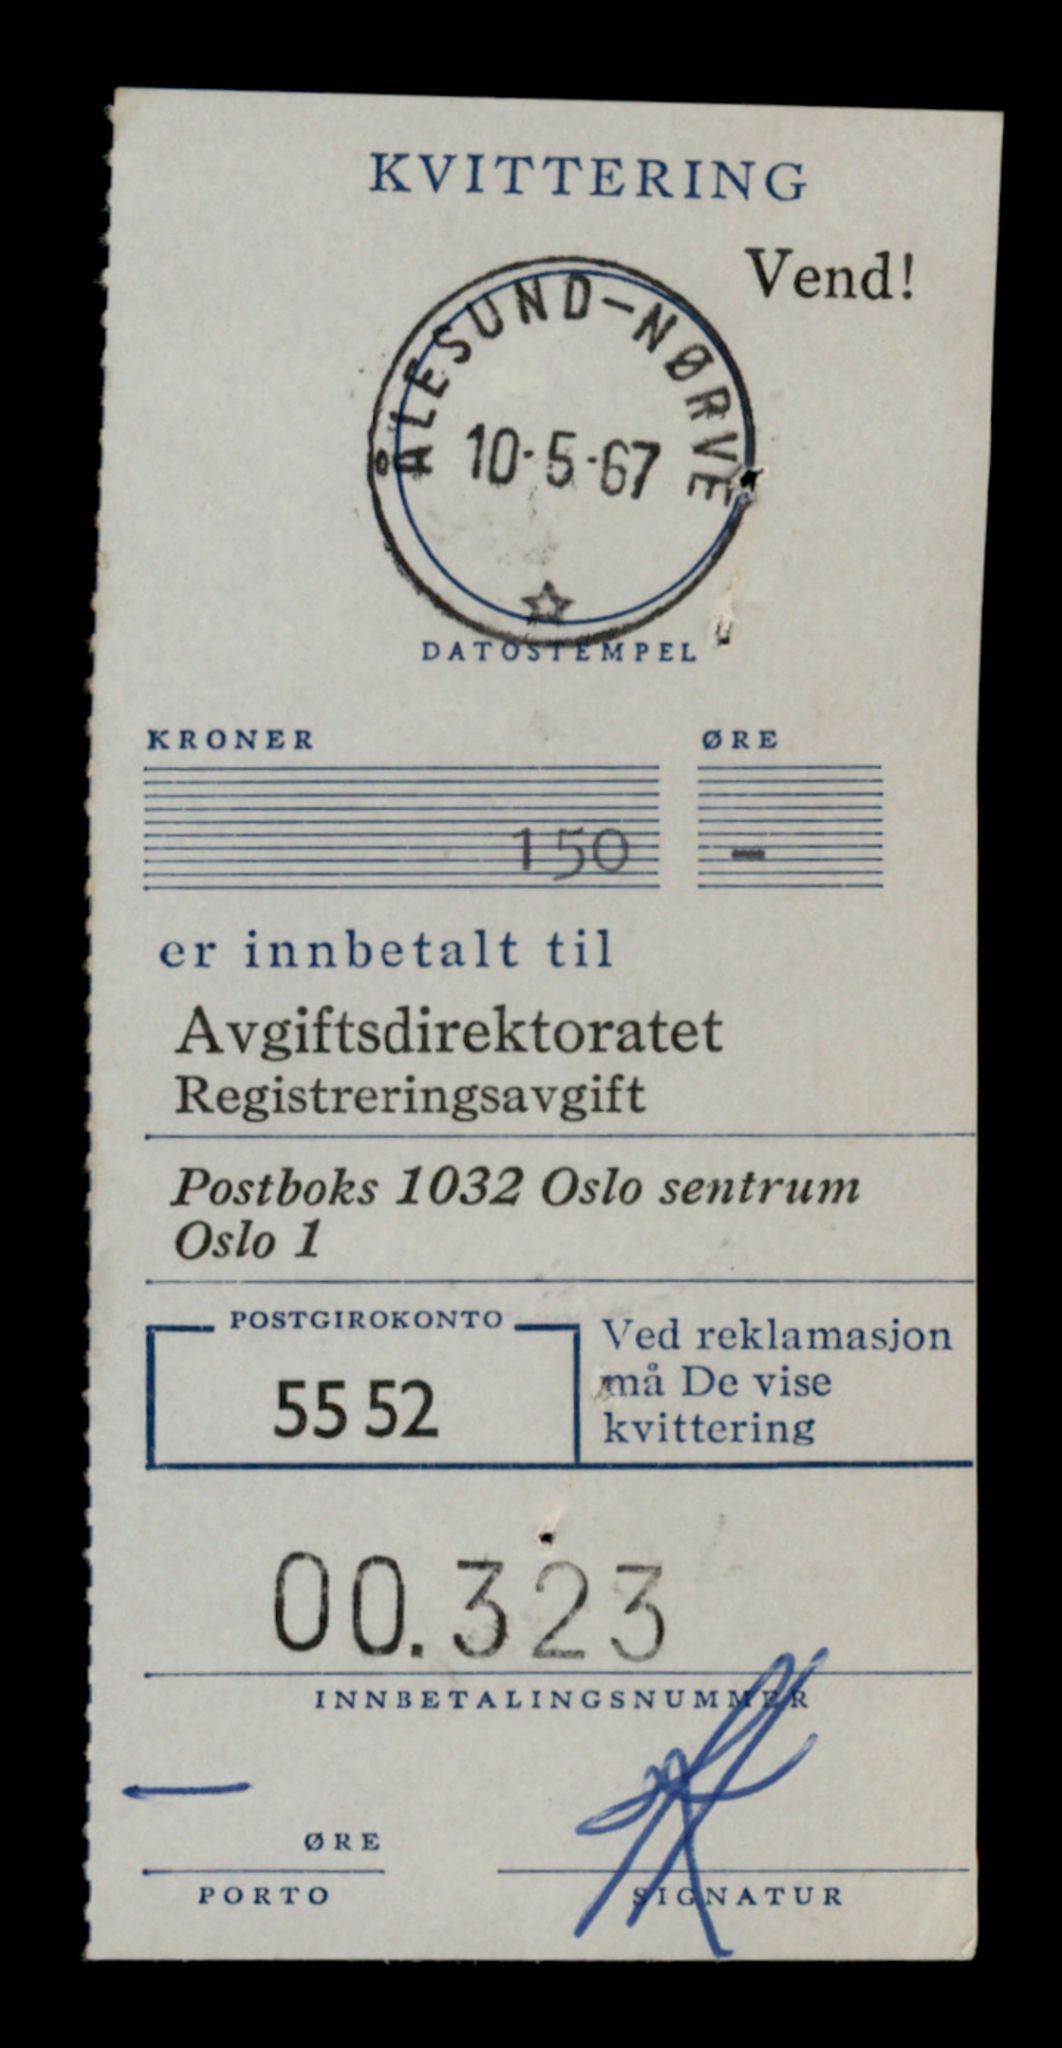 KVITTERING
Vend!
ÅLESUND-NØRVE
10-5-67
DATOSTEMPEL
KRONER ØRE
150 -
er innbetalt til
Avgiftsdirektoratet
Registreringsavgift
Postboks 1032 Oslo sentrum
Oslo 1
POSTGIROKONTO
55 52
Ved reklamasjon
må De vise
kvittering
00.323
INNBETALINGSNUMMER
ØRE
PORTO
SIGNATUR